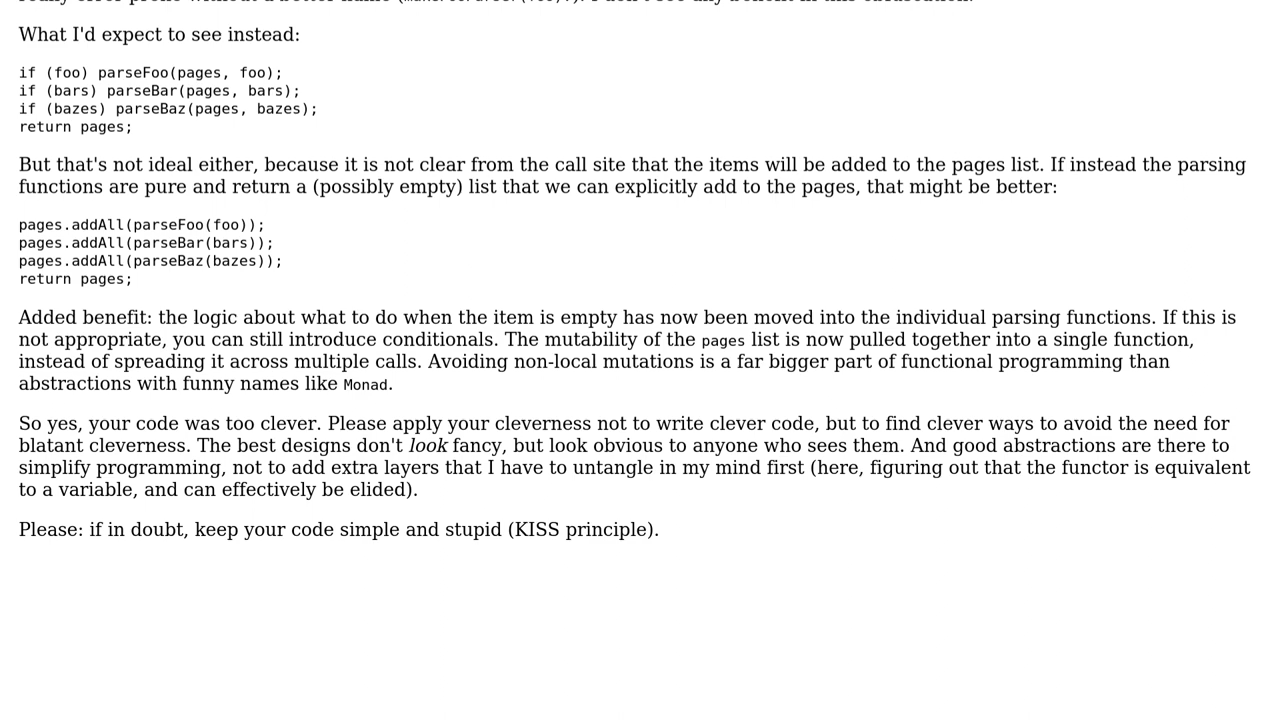 What I'd expect to see instead:
if (foo) parseFoo(pages, foo);
if (bars) parseBar(pages, bars);
if (bazes) parseBaz(pages, bazes);
return pages;
But that's not ideal either, because it is not clear from the call site that the items will be added to the pages list. If instead the parsing
functions are pure and return a (possibly empty) list that we can explicitly add to the pages, that might be better:
pages.addAll(parseFoo(foo));
pages.addAll(parseBar(bars));
pages.addAll(parseBaz(bazes));
return pages;
Added benefit: the logic about what to do when the item is empty has now been moved into the individual parsing functions. If this is
not appropriate, you can still introduce conditionals. The mutability of the pages list is now pulled together into a single function,
instead of spreading it across multiple calls. Avoiding non-local mutations is a far bigger part of functional programming than
abstractions with funny names like Monad.
So yes, your code was too clever. Please apply your cleverness not to write clever code, but to find clever ways to avoid the need for
blatant cleverness. The best designs don't look fancy, but look obvious to anyone who sees them. And good abstractions are there to
simplify programming, not to add extra layers that I have to untangle in my mind first (here, figuring out that the functor is equivalent
to a variable, and can effectively be elided).
Please: if in doubt, keep your code simple and stupid (KISS principle).